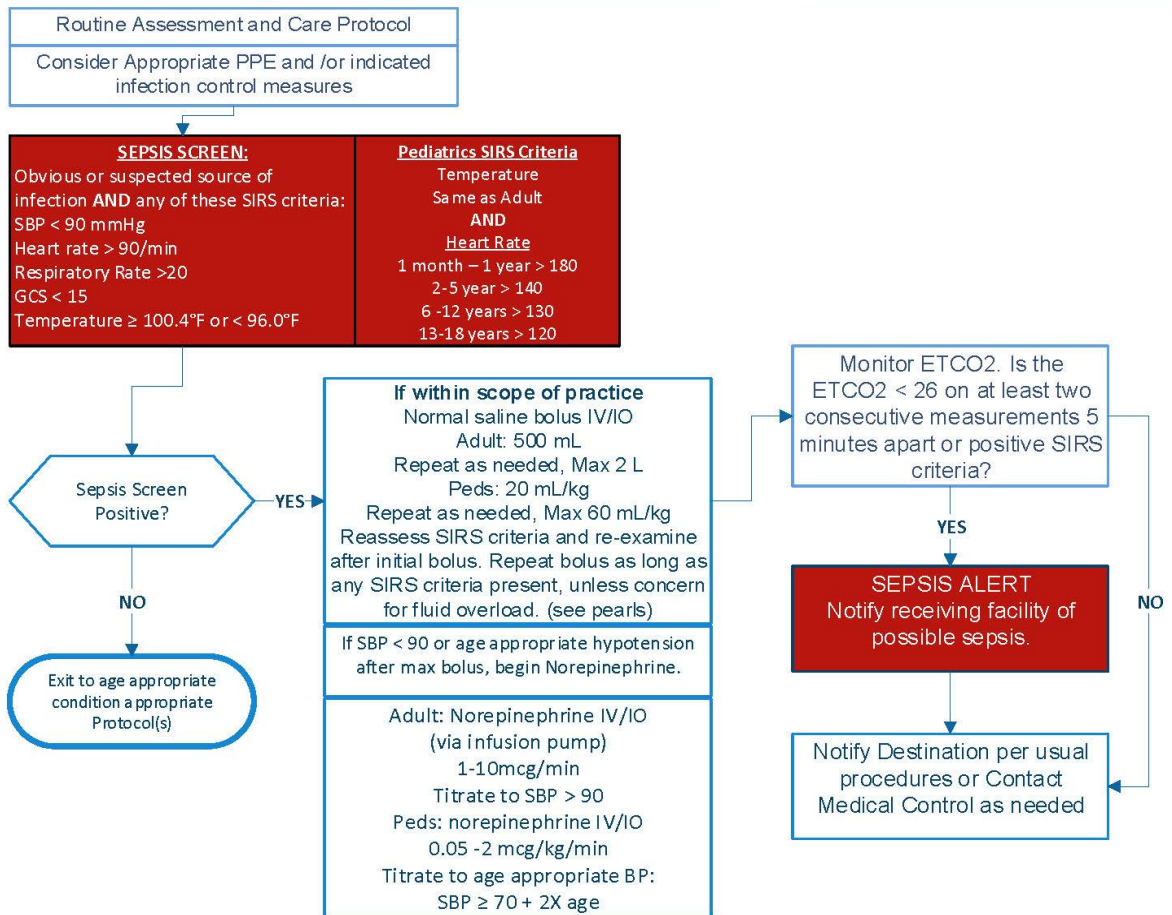 Routine Assessment and Care Protocol
Consider Appropriate PPE and /or indicated
infection control measures
SEPSIS SCREEN:
Obvious or suspected source of
infection AND any of these SIRS criteria:
SBP < 90 mmHg
Heart rate > 90/min
Respiratory Rate >20
GCS < 15
Temperature ≥ 100.4°F or < 96.0°F
Pediatrics SIRS Criteria
Temperature
Same as Adult
AND
Heart Rate
1 month – 1 year > 180
2-5 year > 140
6 -12 years > 130
13-18 years > 120
Sepsis Screen
Positive?
YES
NO
Exit to age appropriate
condition appropriate
Protocol(s)
If within scope of practice
Normal saline bolus IV/IO
Adult: 500 mL
Repeat as needed, Max 2 L
Peds: 20 mL/kg
Repeat as needed, Max 60 mL/kg
Reassess SIRS criteria and re-examine
after initial bolus. Repeat bolus as long as
any SIRS criteria present, unless concern
for fluid overload. (see pearls)
If SBP < 90 or age appropriate hypotension
after max bolus, begin Norepinephrine.
Adult: Norepinephrine IV/IO
(via infusion pump)
1-10mcg/min
Titrate to SBP > 90
Peds: norepinephrine IV/IO
0.05 -2 mcg/kg/min
Titrate to age appropriate BP:
SBP ≥ 70 + 2X age
Monitor ETCO2. Is the
ETCO2 < 26 on at least two
consecutive measurements 5
minutes apart or positive SIRS
criteria?
YES
NO
SEPSIS ALERT
Notify receiving facility of
possible sepsis.
Notify Destination per usual
procedures or Contact
Medical Control as needed